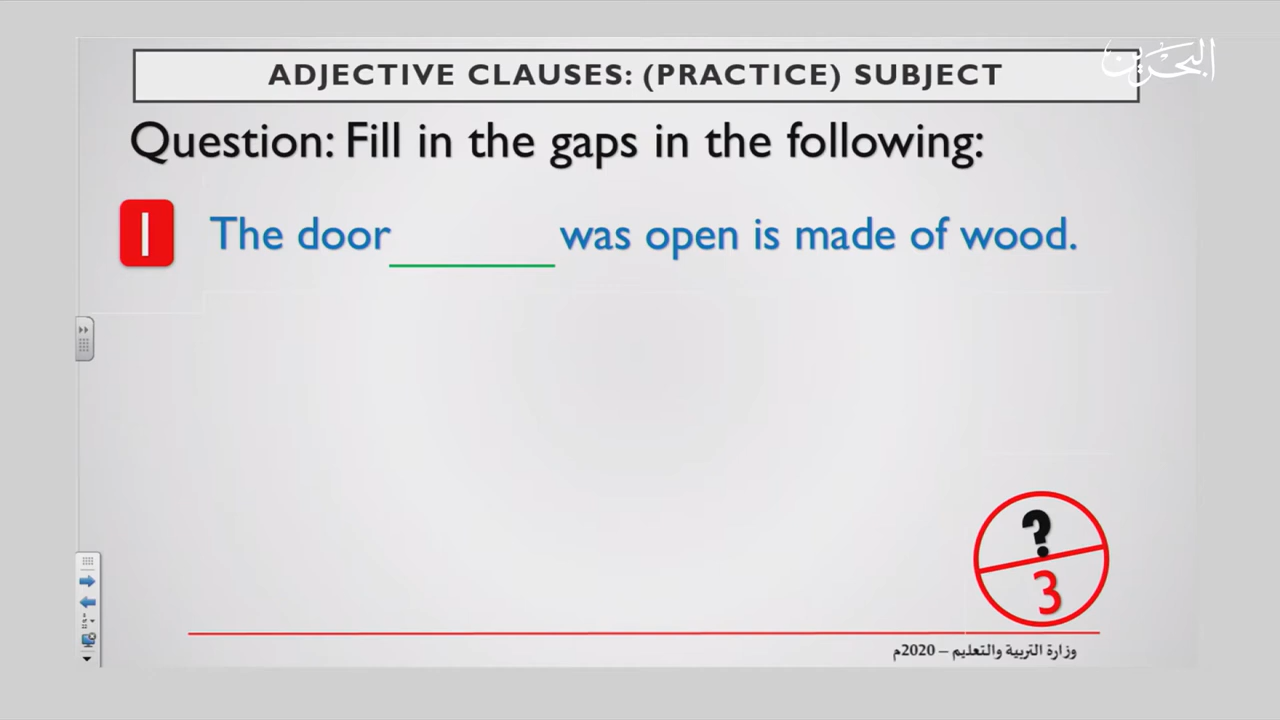 البحرين
ADJECTIVE CLAUSES: (PRACTICE) SUBJECT
Question: Fill in the gaps in the following:
1 The door ______ was open is made of wood.
?
3
وزارة التربية والتعليم – 2020م